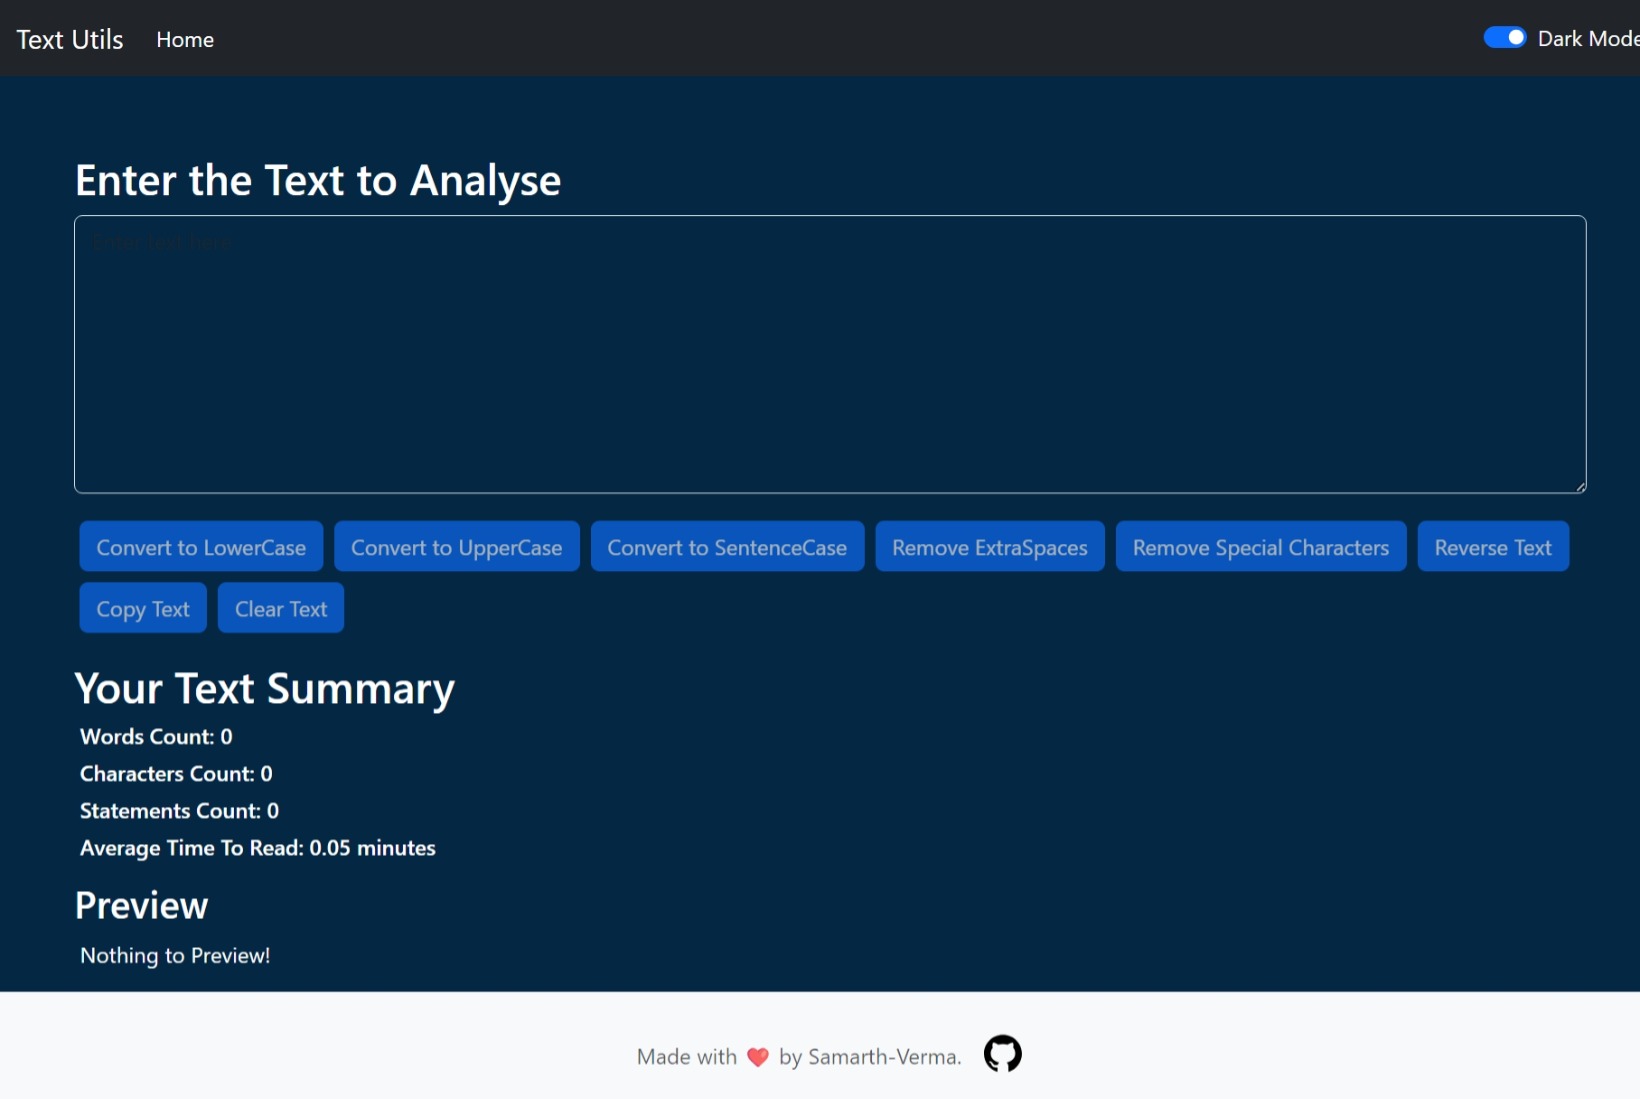 Text Utils Home Dark Mode
Enter the Text to Analyse
Enter text here
Convert to LowerCase Convert to UpperCase Convert to SentenceCase Remove ExtraSpaces Remove Special Characters Reverse Text
Copy Text Clear Text
Your Text Summary
Words Count: 0
Characters Count: 0
Statements Count: 0
Average Time To Read: 0.05 minutes
Preview
Nothing to Preview!
Made with ❤️ by Samarth-Verma.